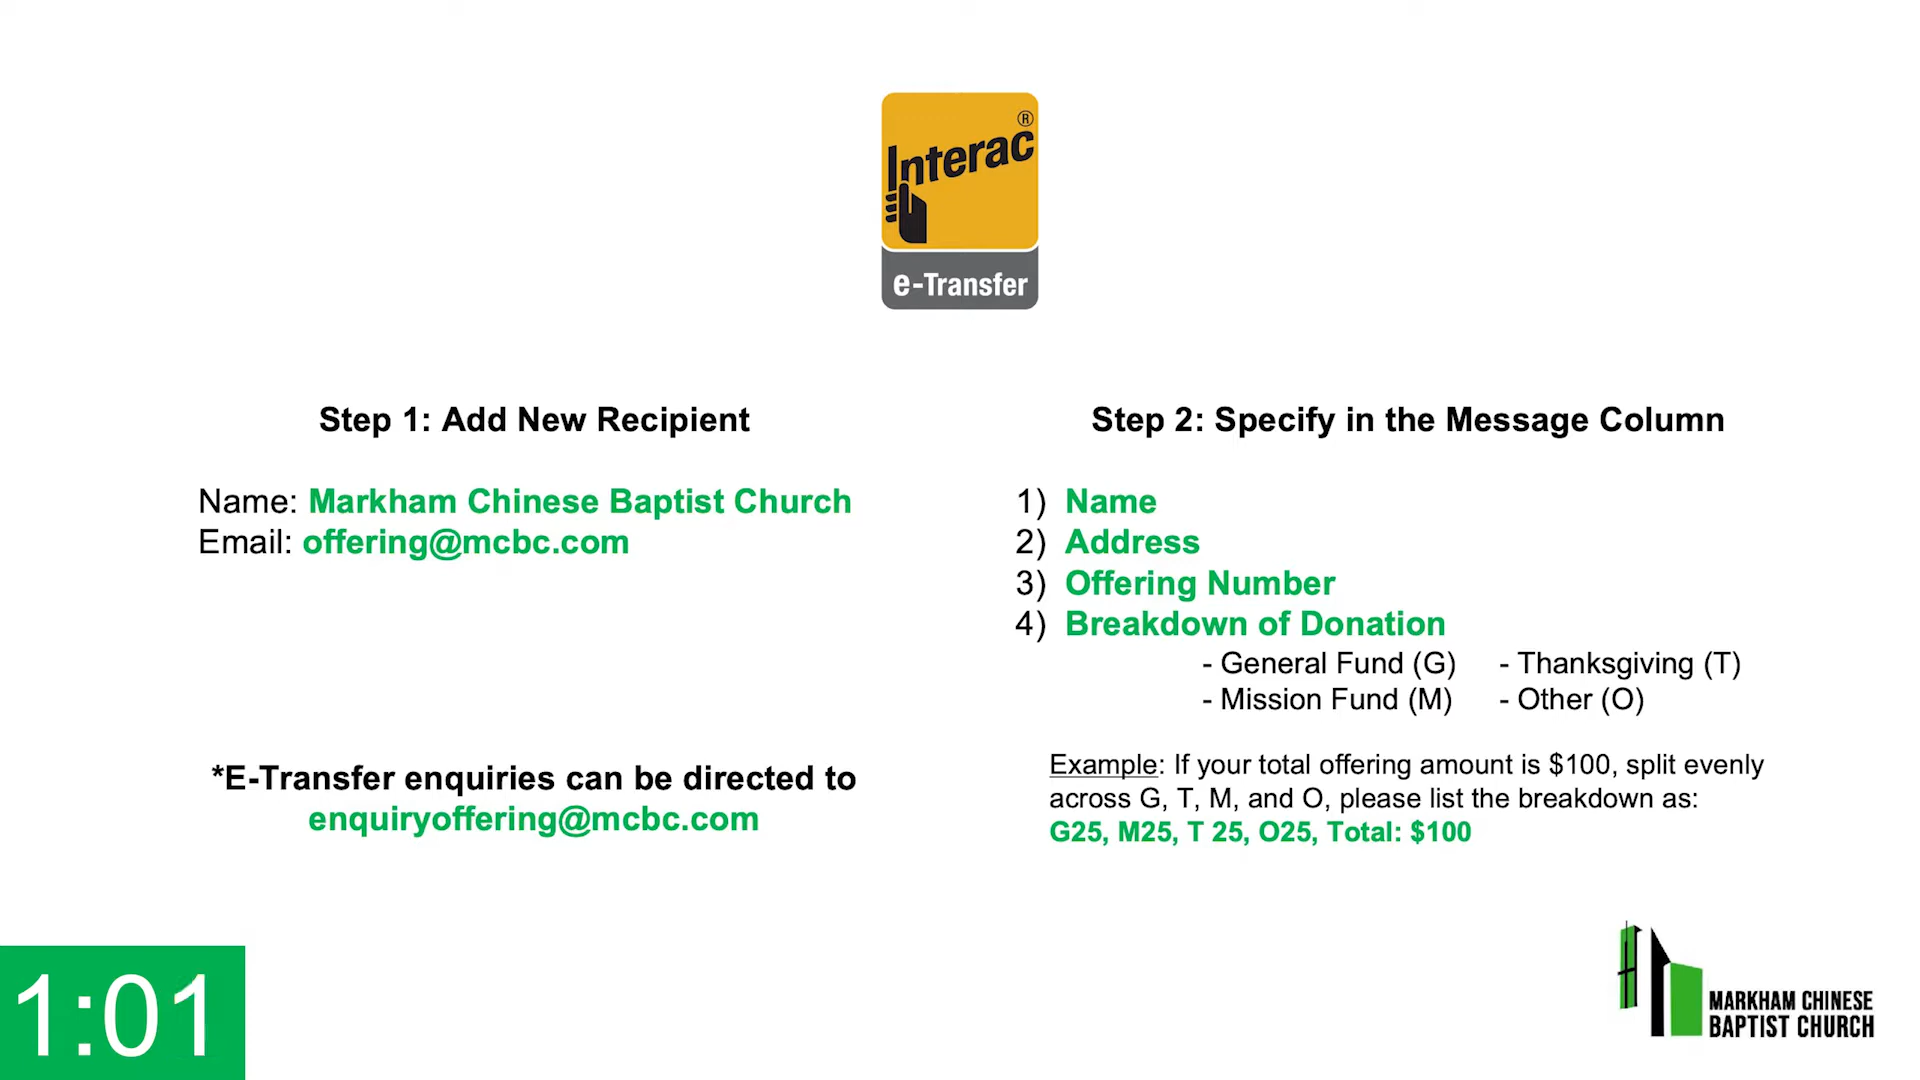 Interac®
e-Transfer
Step 1: Add New Recipient
Name: Markham Chinese Baptist Church
Email: offering@mcbc.com
*E-Transfer enquiries can be directed to
enquiryoffering@mcbc.com
Step 2: Specify in the Message Column
1) Name
2) Address
3) Offering Number
4) Breakdown of Donation
- General Fund (G) - Thanksgiving (T)
- Mission Fund (M) - Other (O)
Example: If your total offering amount is $100, split evenly
across G, T, M, and O, please list the breakdown as:
G25, M25, T 25, O25, Total: $100
1:01
MARKHAM CHINESE
BAPTIST CHURCH